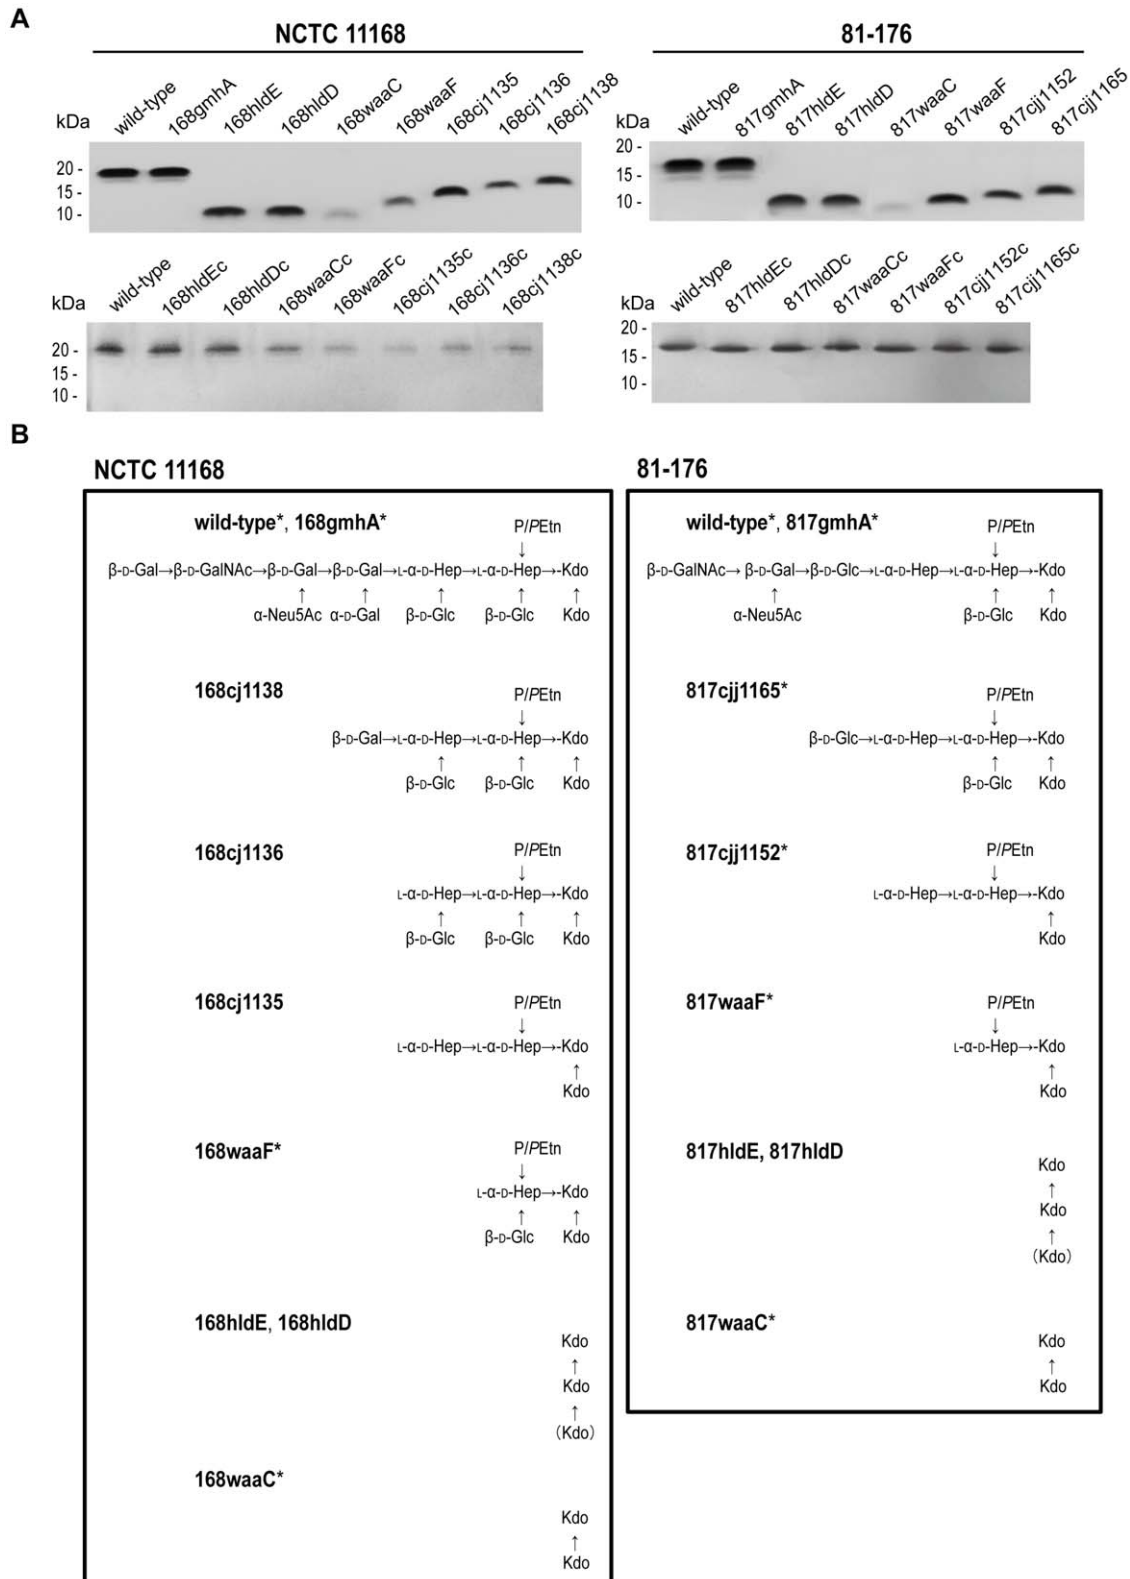 A
NCTC 11168
81-176
wild-type 168gmhA 168hldE 168hldD 168waaC 168waaF 168cj1135 168cj1136 168cj1138
kDa
20 -
15 -
10 -
wild-type 817gmhA 817hldE 817hldD 817waaC 817waaF 817cjj1152 817cjj1165
kDa
20 -
15 -
10 -
wild-type 168hldEc 168hldDc 168waaCc 168waaFc 168cj1135c 168cj1136c 168cj1138c
kDa
20 -
15 -
10 -
wild-type 817hldEc 817hldDc 817waaCc 817waaFc 817cjj1152c 817cjj1165c
kDa
20 -
15 -
10 -
B
NCTC 11168
wild-type*, 168gmhA*
P/PEtn
↓
β-D-Gal→β-D-GalNAc→β-D-Gal→β-D-Gal→L-α-D-Hep→L-α-D-Hep→-Kdo
↑ ↑ ↑ ↑ ↑
α-Neu5Ac α-D-Gal β-D-Glc β-D-Glc Kdo
168cj1138
P/PEtn
↓
β-D-Gal→L-α-D-Hep→L-α-D-Hep→-Kdo
↑ ↑ ↑
β-D-Glc β-D-Glc Kdo
168cj1136
P/PEtn
↓
L-α-D-Hep→L-α-D-Hep→-Kdo
↑ ↑ ↑
β-D-Glc β-D-Glc Kdo
168cj1135
P/PEtn
↓
L-α-D-Hep→L-α-D-Hep→-Kdo
↑
Kdo
168waaF*
P/PEtn
↓
L-α-D-Hep→-Kdo
↑ ↑
β-D-Glc Kdo
168hldE, 168hldD
Kdo
↑
Kdo
↑
(Kdo)
168waaC*
Kdo
↑
Kdo
81-176
wild-type*, 817gmhA*
P/PEtn
↓
β-D-GalNAc→ β-D-Gal→β-D-Glc→L-α-D-Hep→L-α-D-Hep→-Kdo
↑ ↑ ↑
α-Neu5Ac β-D-Glc Kdo
817cjj1165*
P/PEtn
↓
β-D-Glc→L-α-D-Hep→L-α-D-Hep→-Kdo
↑ ↑
β-D-Glc Kdo
817cjj1152*
P/PEtn
↓
L-α-D-Hep→L-α-D-Hep→-Kdo
↑
Kdo
817waaF*
P/PEtn
↓
L-α-D-Hep→-Kdo
↑
Kdo
817hldE, 817hldD
Kdo
↑
Kdo
↑
(Kdo)
817waaC*
Kdo
↑
Kdo